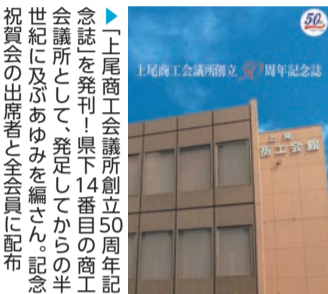 ▶「上尾商工会議所創立50周年記
念誌」を発刊！県下14番目の商工
会議所として、発足してからの半
世紀に及ぶあゆみを編さん。記念
祝賀会の出席者と全会員に配布
50
上尾商工会議所創立50周年記念誌
上尾
商工会館